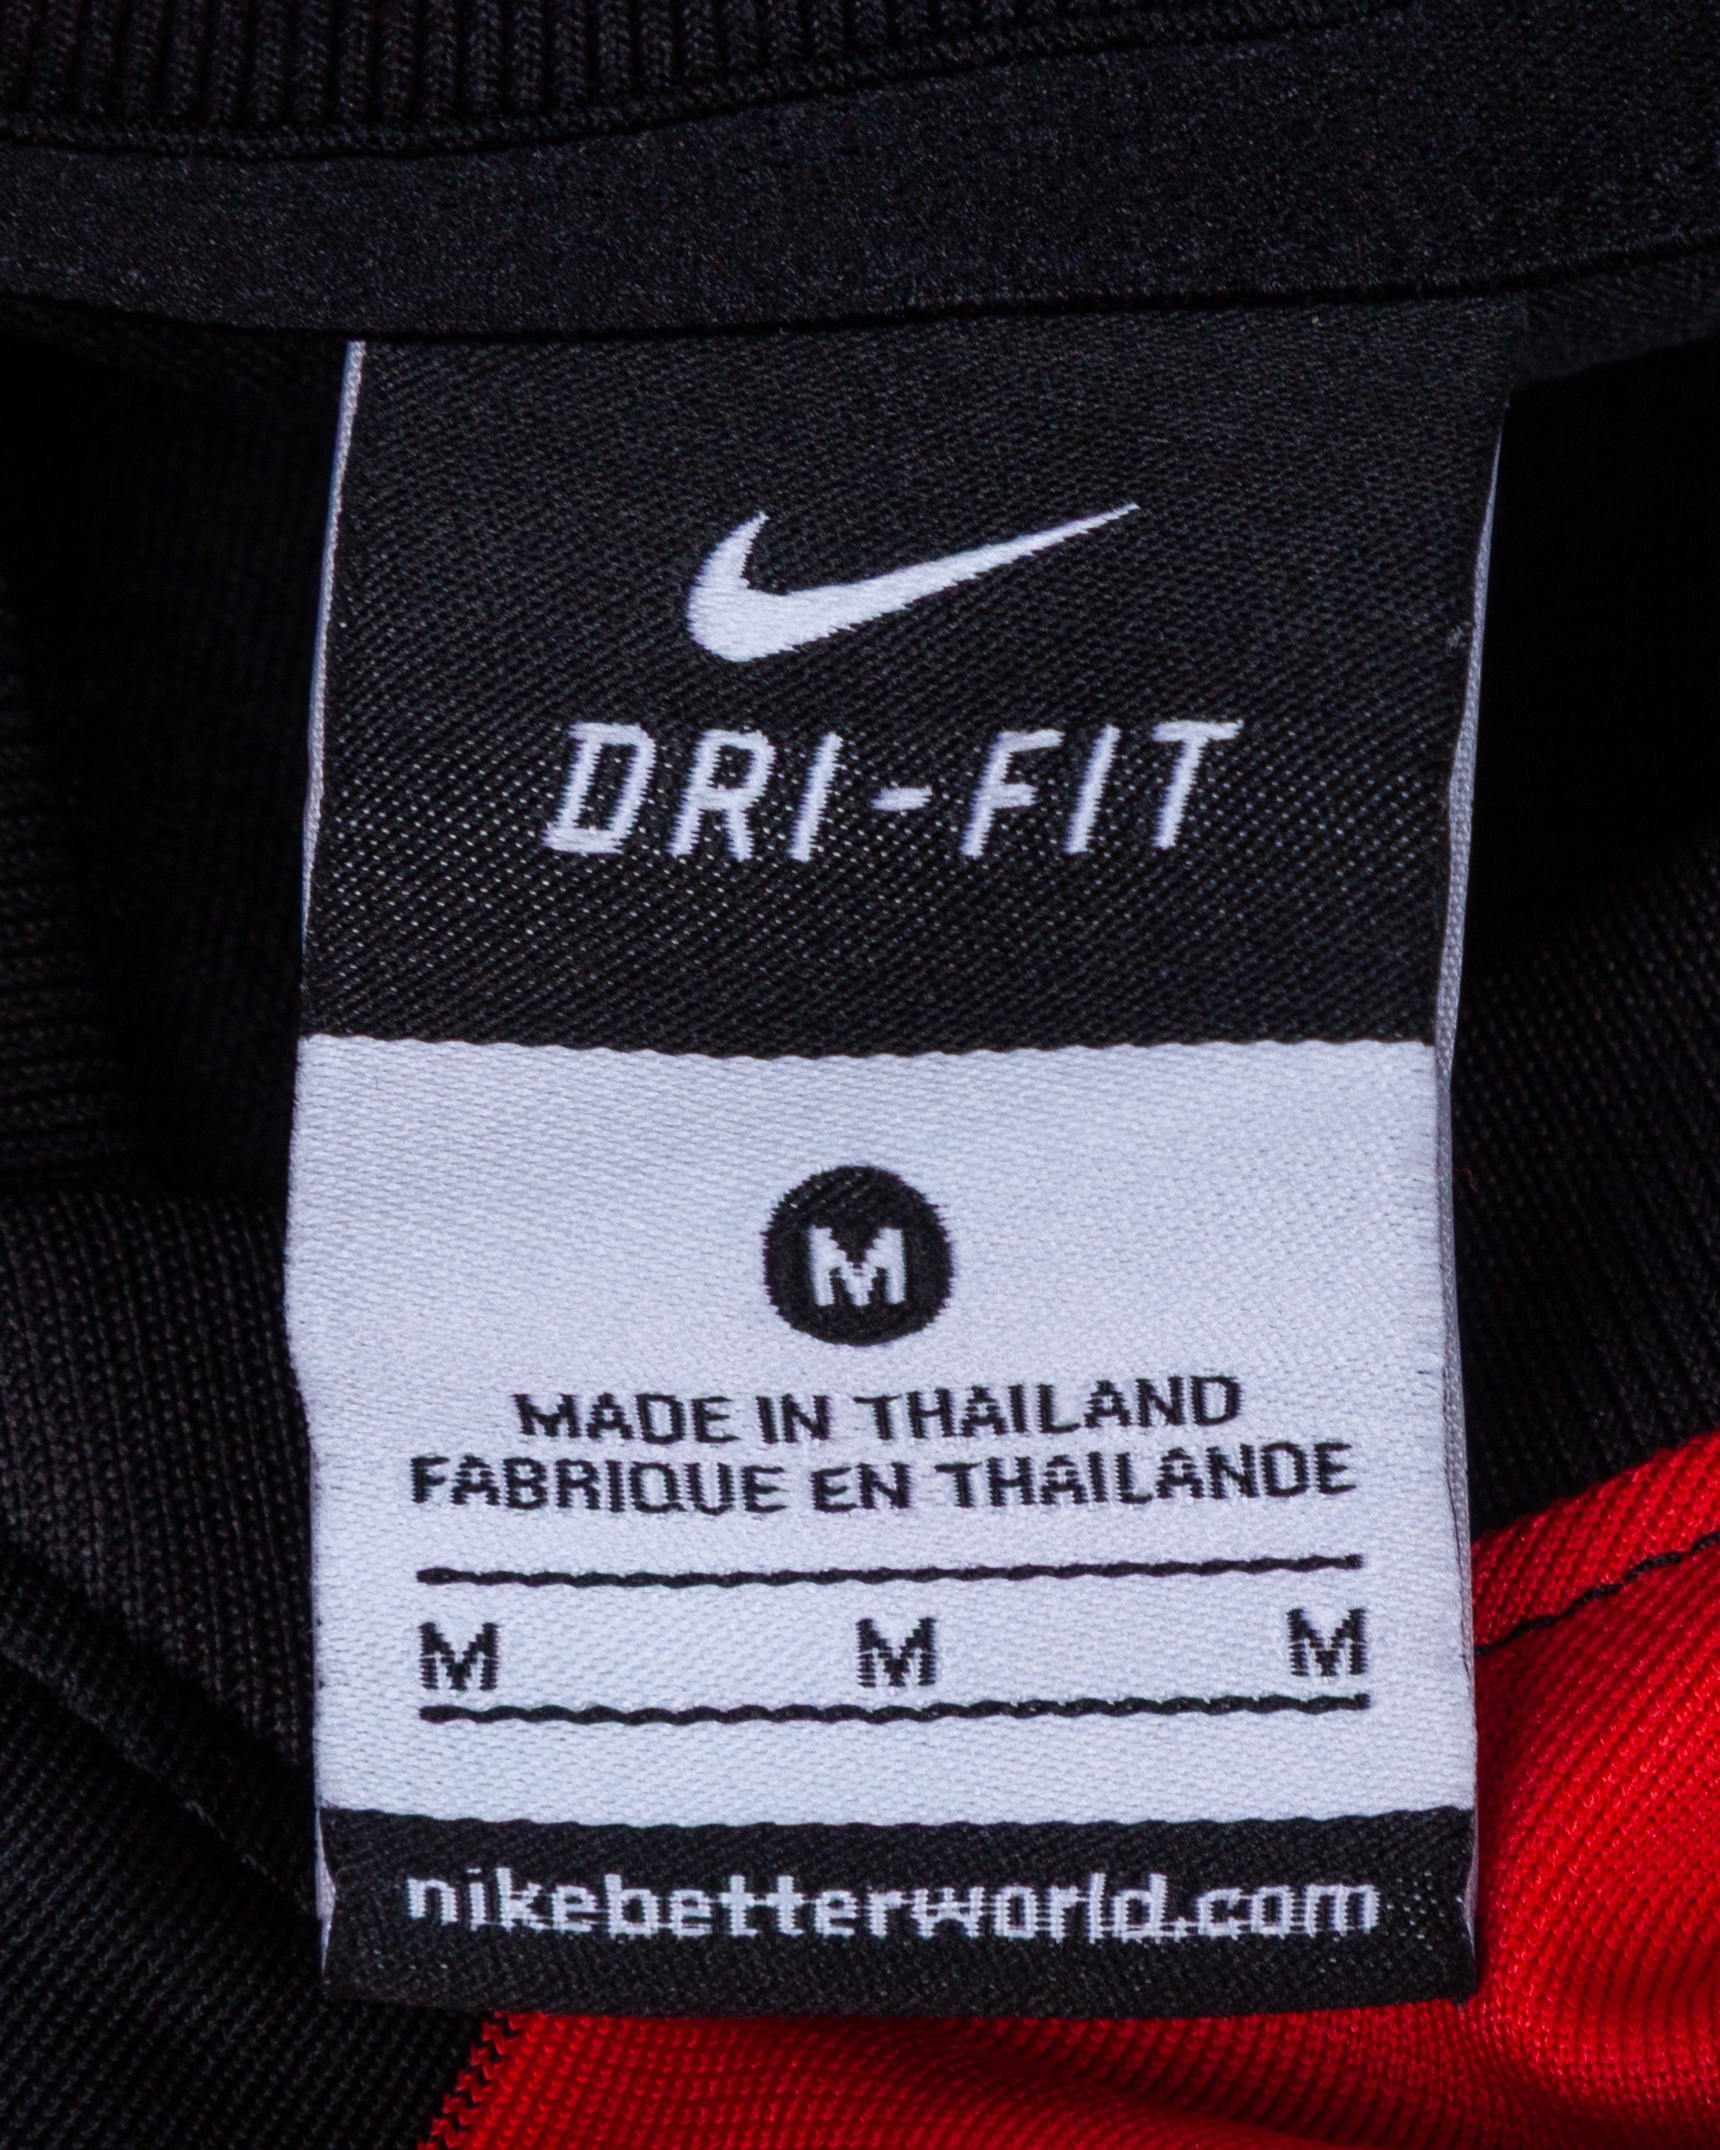 DRI-FIT
M
MADE IN THAILAND
FABRIQUE EN THAILANDE
M M M
nikebetterworld.com